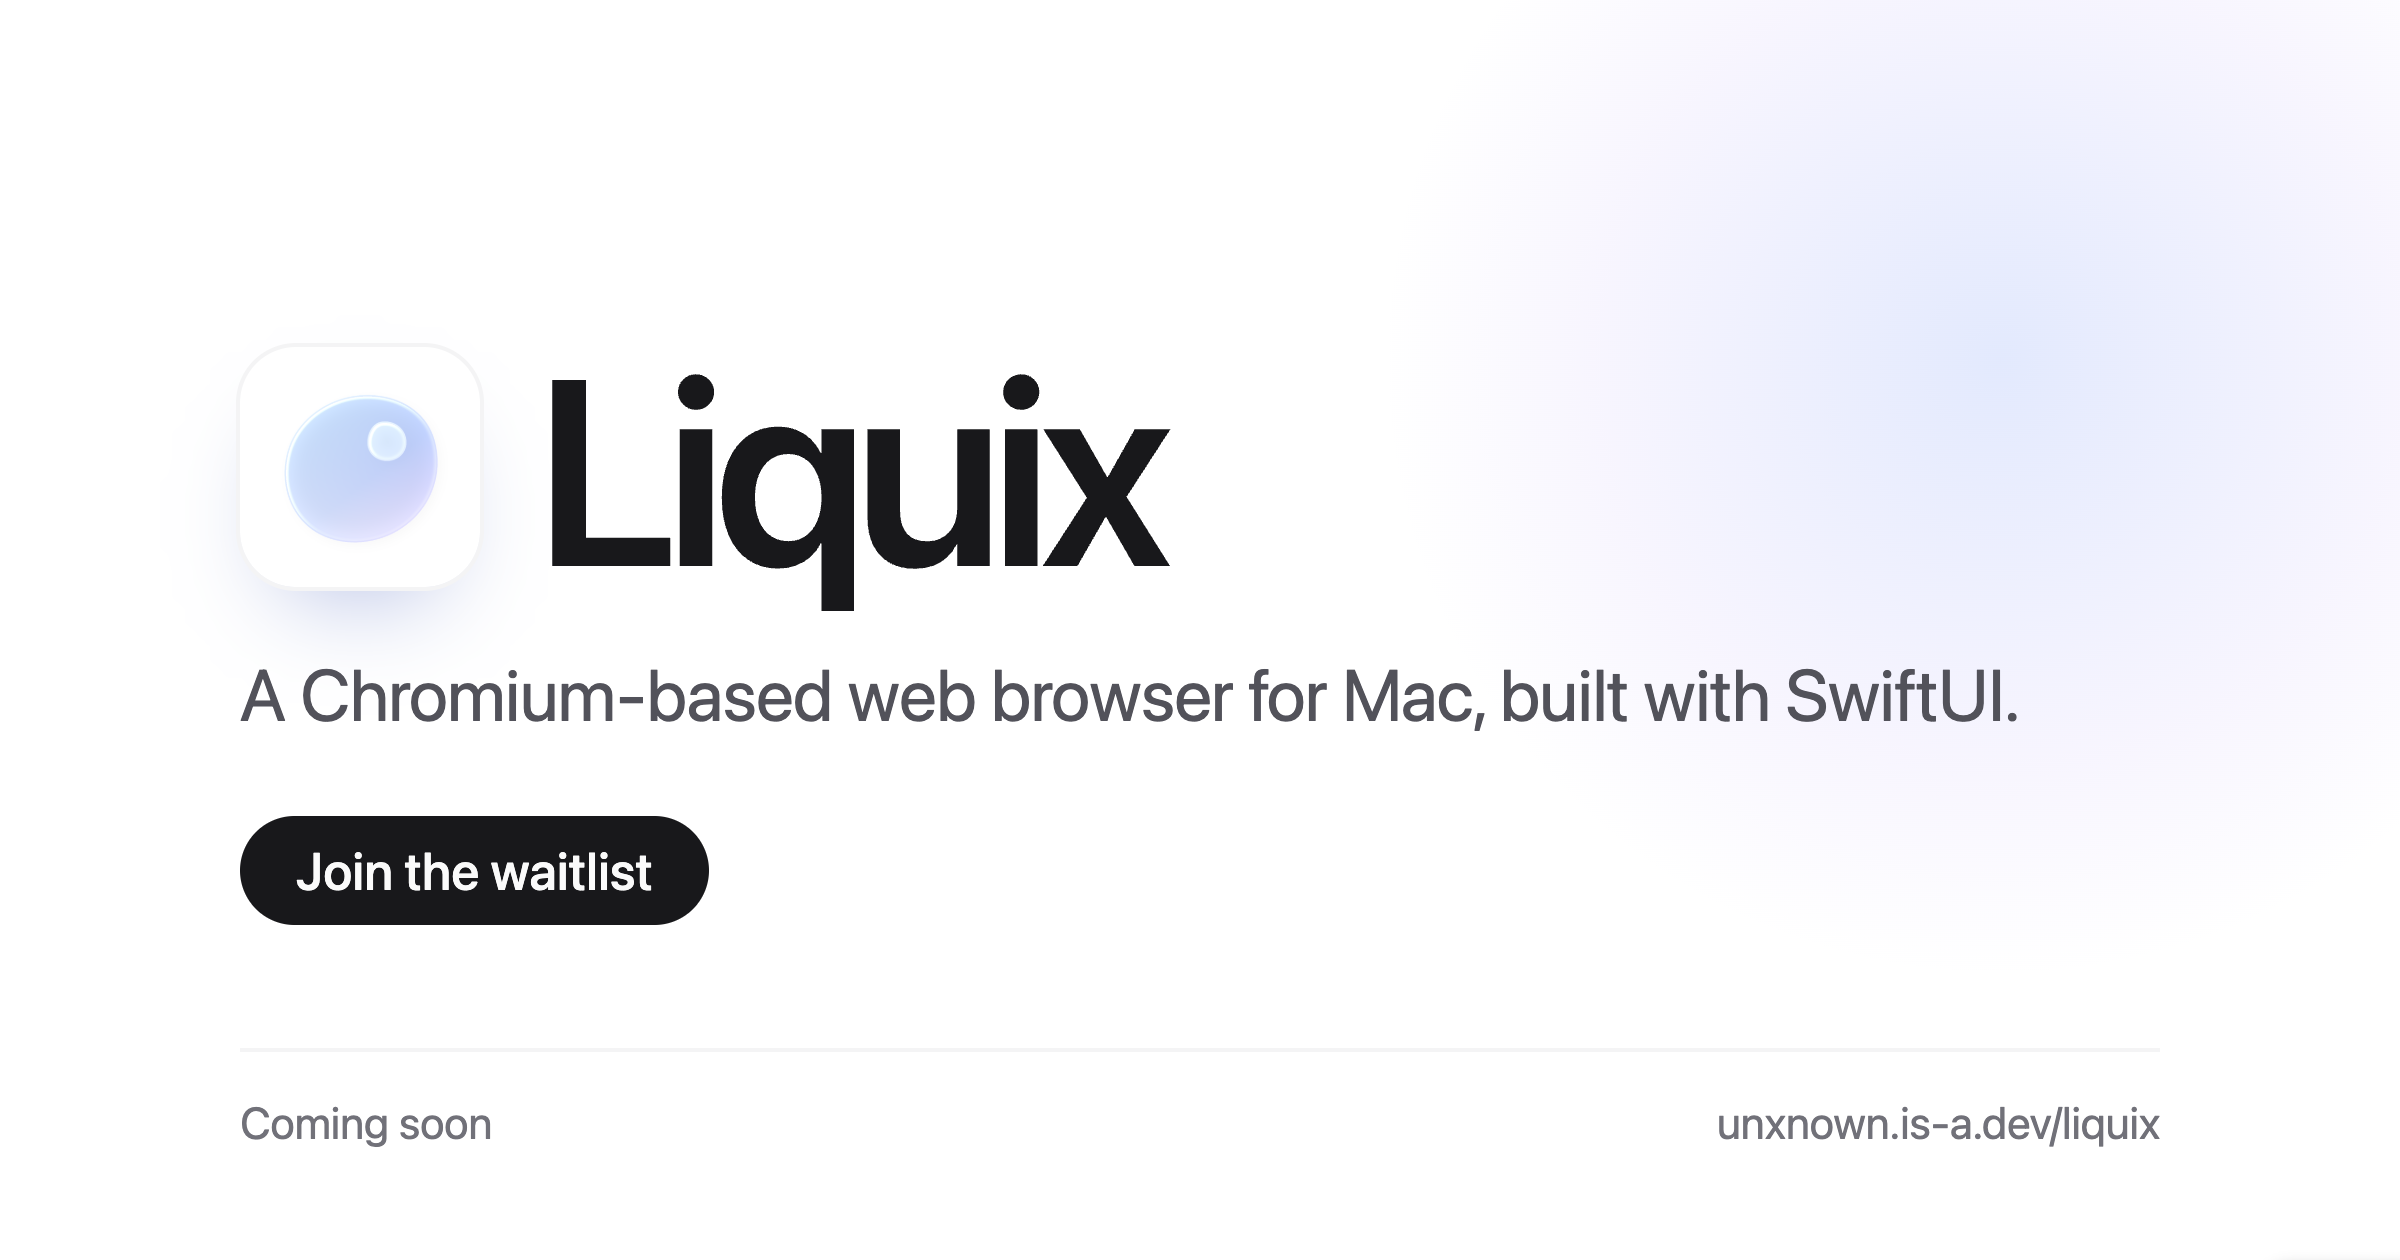 Liquix
A Chromium-based web browser for Mac, built with SwiftUI.
Join the waitlist
Coming soon
unxnown.is-a.dev/liquix